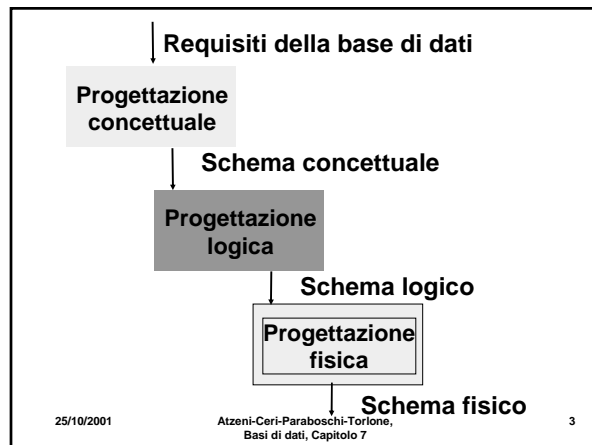 Requisiti della base di dati
Progettazione
concettuale
Schema concettuale
Progettazione
logica
Schema logico
Progettazione
fisica
Schema fisico
25/10/2001
Atzeni-Ceri-Paraboschi-Torlone,
Basi di dati, Capitolo 7
3